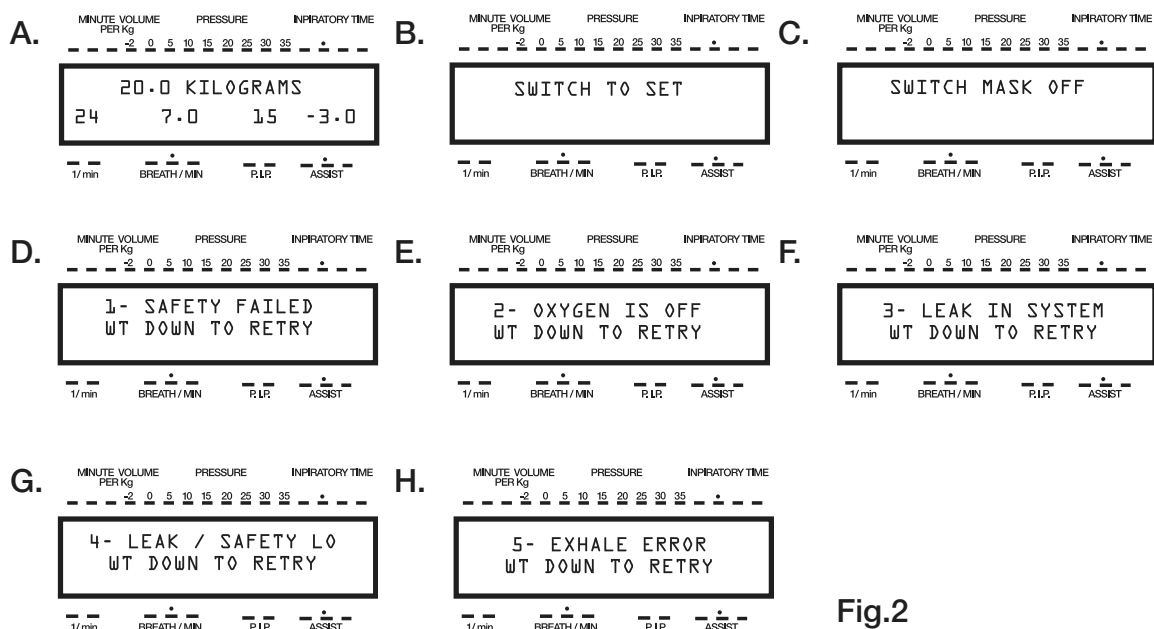 A.
MINUTE VOLUME PRESSURE INPIRATORY TIME
PER Kg
-2 0 5 10 15 20 25 30 35
20.0 KILOGRAMS
24 7.0 15 -3.0
1/ min BREATH / MIN P. I.P. ASSIST
B.
MINUTE VOLUME PRESSURE INPIRATORY TIME
PER Kg
-2 0 5 10 15 20 25 30 35
SWITCH TO SET
1/ min BREATH / MIN P. I.P. ASSIST
C.
MINUTE VOLUME PRESSURE INPIRATORY TIME
PER Kg
-2 0 5 10 15 20 25 30 35
SWITCH MASK OFF
1/ min BREATH / MIN P. I.P. ASSIST
D.
MINUTE VOLUME PRESSURE INPIRATORY TIME
PER Kg
-2 0 5 10 15 20 25 30 35
1- SAFETY FAILED
WT DOWN TO RETRY
1/ min BREATH / MIN P. I.P. ASSIST
E.
MINUTE VOLUME PRESSURE INPIRATORY TIME
PER Kg
-2 0 5 10 15 20 25 30 35
2- OXYGEN IS OFF
WT DOWN TO RETRY
1/ min BREATH / MIN P. I.P. ASSIST
F.
MINUTE VOLUME PRESSURE INPIRATORY TIME
PER Kg
-2 0 5 10 15 20 25 30 35
3- LEAK IN SYSTEM
WT DOWN TO RETRY
1/ min BREATH / MIN P. I.P. ASSIST
G.
MINUTE VOLUME PRESSURE INPIRATORY TIME
PER Kg
-2 0 5 10 15 20 25 30 35
4- LEAK / SAFETY LO
WT DOWN TO RETRY
1/ min BREATH / MIN P. I.P. ASSIST
H.
MINUTE VOLUME PRESSURE INPIRATORY TIME
PER Kg
-2 0 5 10 15 20 25 30 35
5- EXHALE ERROR
WT DOWN TO RETRY
1/ min BREATH / MIN P. I.P. ASSIST
Fig.2